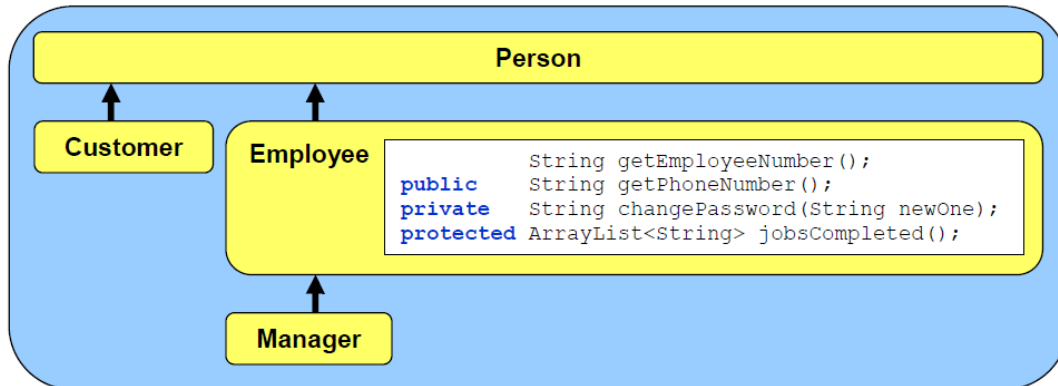 Person
Customer
Employee
String getEmployeeNumber();
public String getPhoneNumber();
private String changePassword(String newOne);
protected ArrayList<String> jobsCompleted();
Manager